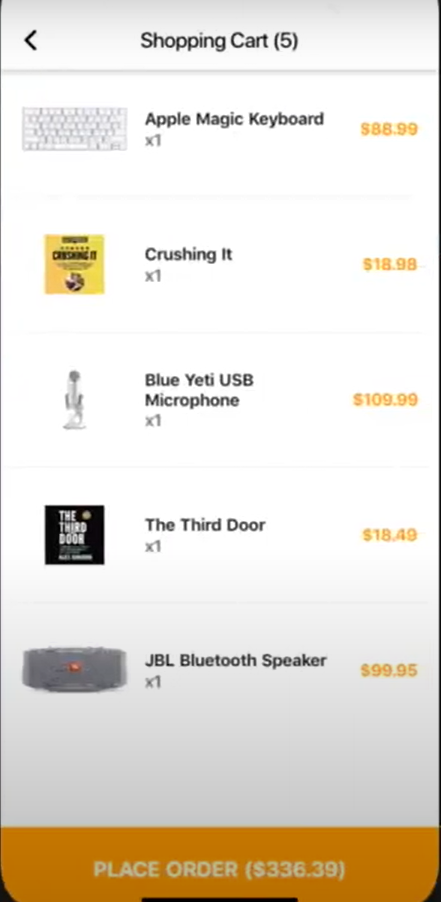 Shopping Cart (5)
Apple Magic Keyboard
x1
$88.99
CRUSHING IT
Crushing It
x1
$18.98
Blue Yeti USB
Microphone
x1
$109.99
THE
THIRD
DOOR
The Third Door
x1
$18.49
JBL Bluetooth Speaker
x1
$99.95
PLACE ORDER ($336.39)